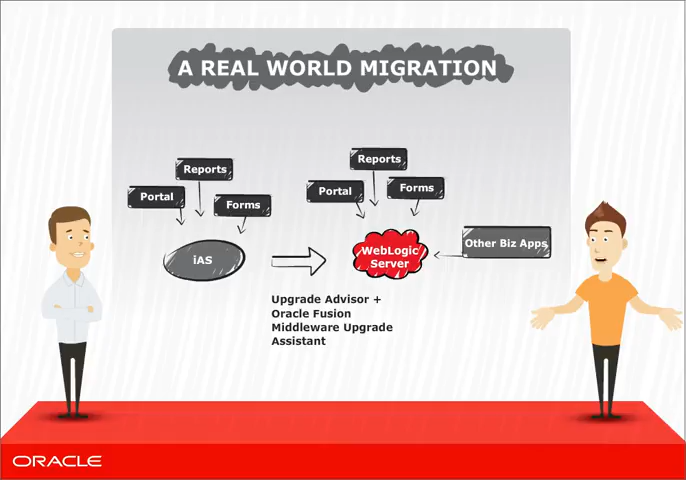 A REAL WORLD MIGRATION
Reports
Portal
Forms
iAS
Reports
Portal
Forms
WebLogic
Server
Other Biz Apps
Upgrade Advisor +
Oracle Fusion
Middleware Upgrade
Assistant
ORACLE